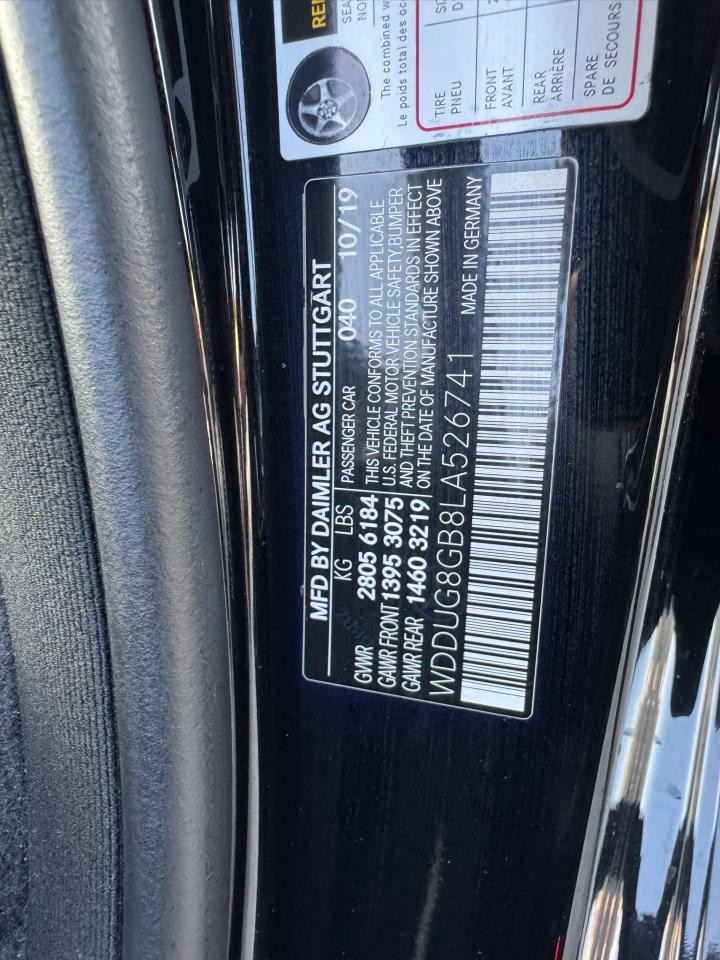 MFD BY DAIMLER AG STUTTGART
KG LBS PASSENGER CAR 040 10/19
GVWR 2805 6184
GAWR FRONT 1395 3075
GAWR REAR 1460 3219
THIS VEHICLE CONFORMS TO ALL APPLICABLE
U.S. FEDERAL MOTOR VEHICLE SAFETY, BUMPER
AND THEFT PREVENTION STANDARDS IN EFFECT
ON THE DATE OF MANUFACTURE SHOWN ABOVE
WDDUG8GB8LA526741 MADE IN GERMANY
The combined
Le poids total des
TIRE
PNEU
FRONT
AVANT
REAR
ARRIÈRE
SPARE
DE SECOURS